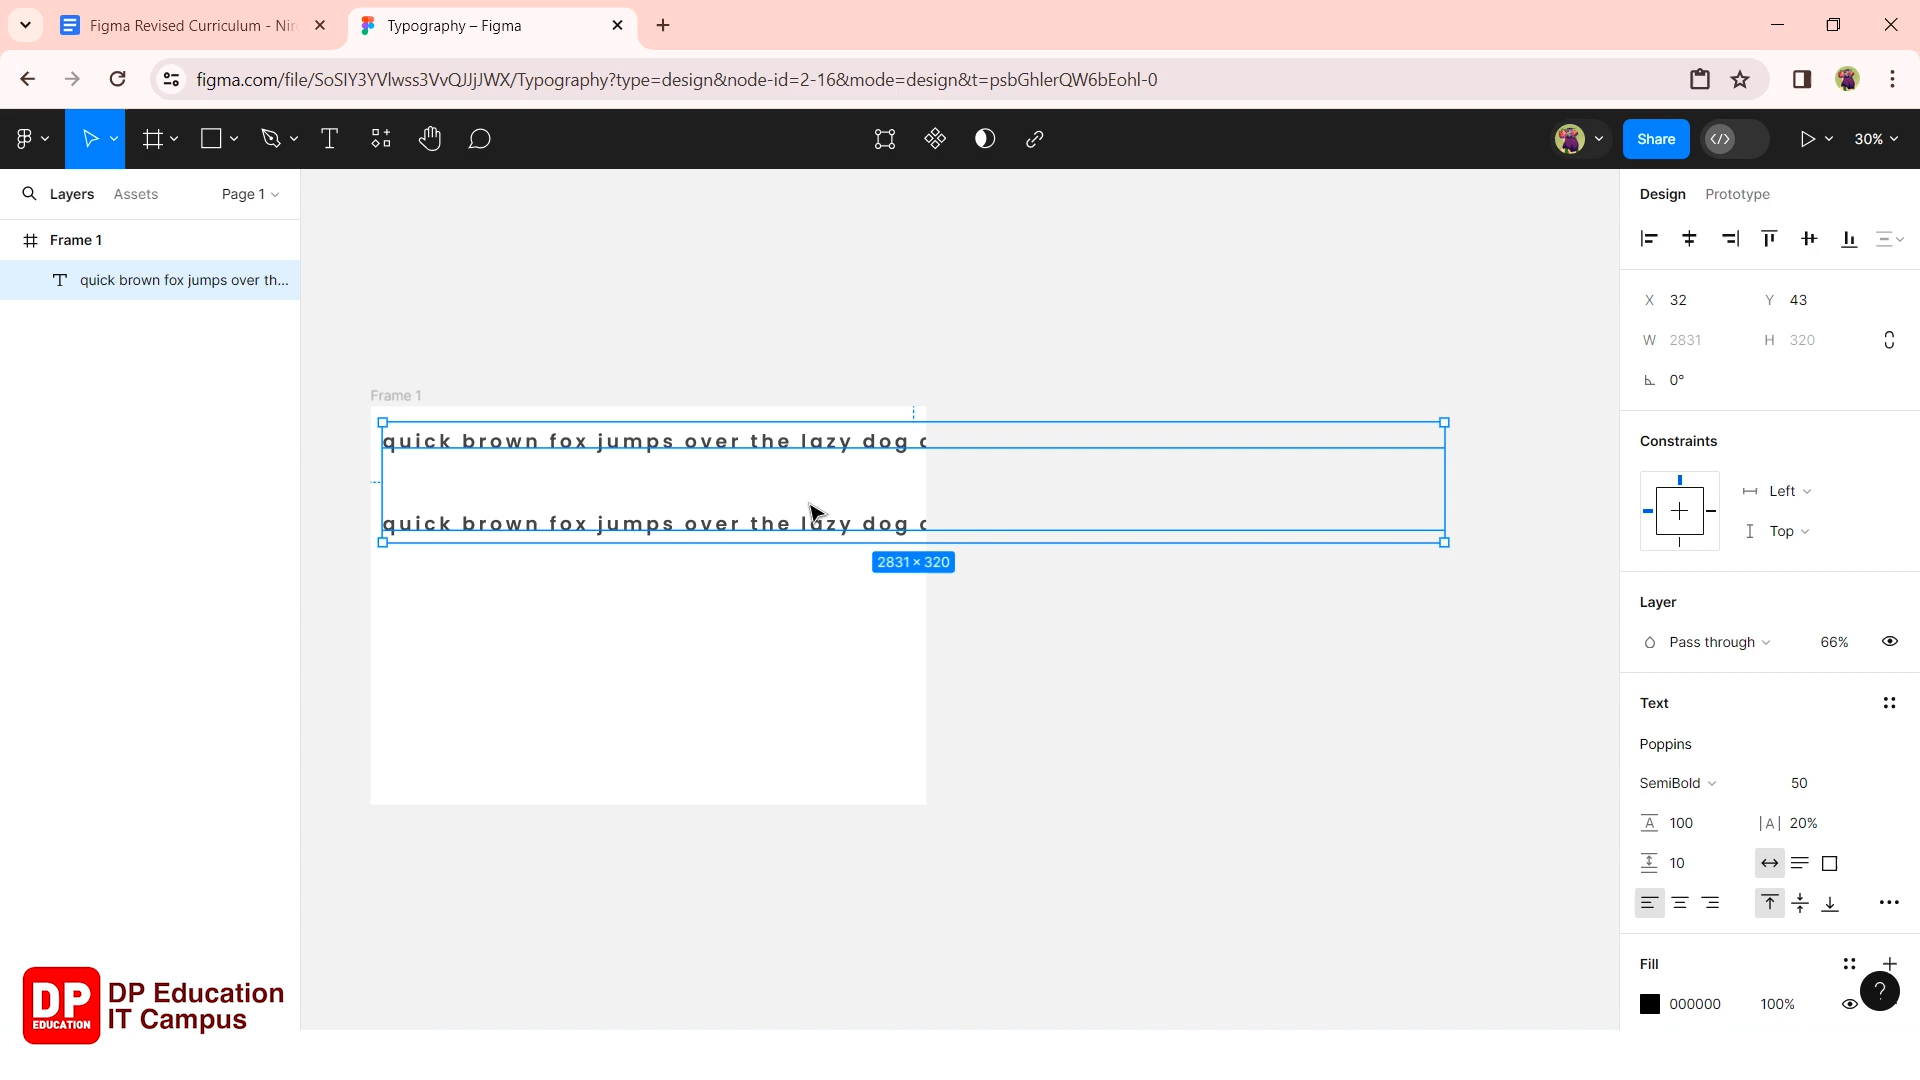 Figma Revised Curriculum - Nin
Typography – Figma
figma.com/file/SoSIY3YVlwss3VvQJJjJWX/Typography?type=design&node-id=2-16&mode=design&t=psbGhlerQW6bEohl-0
Share
30%
Layers Assets Page 1
Design Prototype
Frame 1
quick brown fox jumps over th...
X 32 Y 43
W 2831 H 320
0°
Frame 1
quick brown fox jumps over the lazy dog
quick brown fox jumps over the lazy dog
2831 × 320
Constraints
Left
Top
Layer
Pass through 66%
Text
Poppins
SemiBold 50
100 20%
10
Fill
000000 100%
?
DP EDUCATION
DP Education
IT Campus